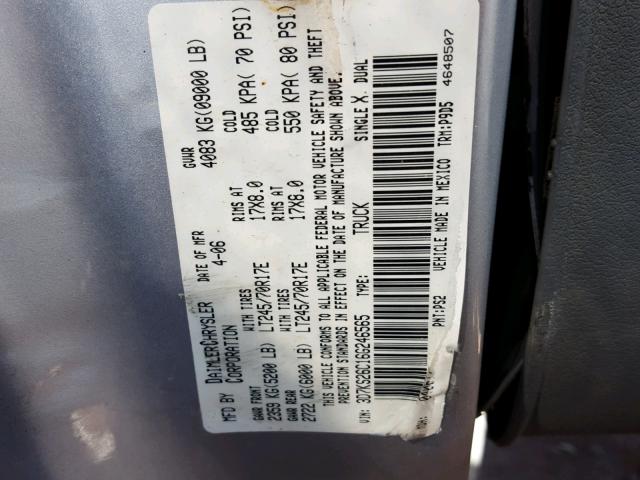 MFD BY DAIMLERCHRYSLER CORPORATION DATE OF MFR 4-06 GVWR 4083 KG(09000 LB)
GAWR FRONT WITH TIRES RIMS AT COLD
2359 KG(5200 LB) LT245/70R17E 17X8.0 485 KPA( 70 PSI)
GAWR REAR WITH TIRES RIMS AT COLD
2722 KG(6000 LB) LT245/70R17E 17X8.0 550 KPA( 80 PSI)
THIS VEHICLE CONFORMS TO ALL APPLICABLE FEDERAL MOTOR VEHICLE SAFETY AND THEFT
PREVENTION STANDARDS IN EFFECT ON THE DATE OF MANUFACTURE SHOWN ABOVE.
VIN: 3D7KS26C16G246565 TYPE: TRUCK SINGLE X DUAL
MDH: PNT: PS2 VEHICLE MADE IN MEXICO TRM: P9D5
4648507